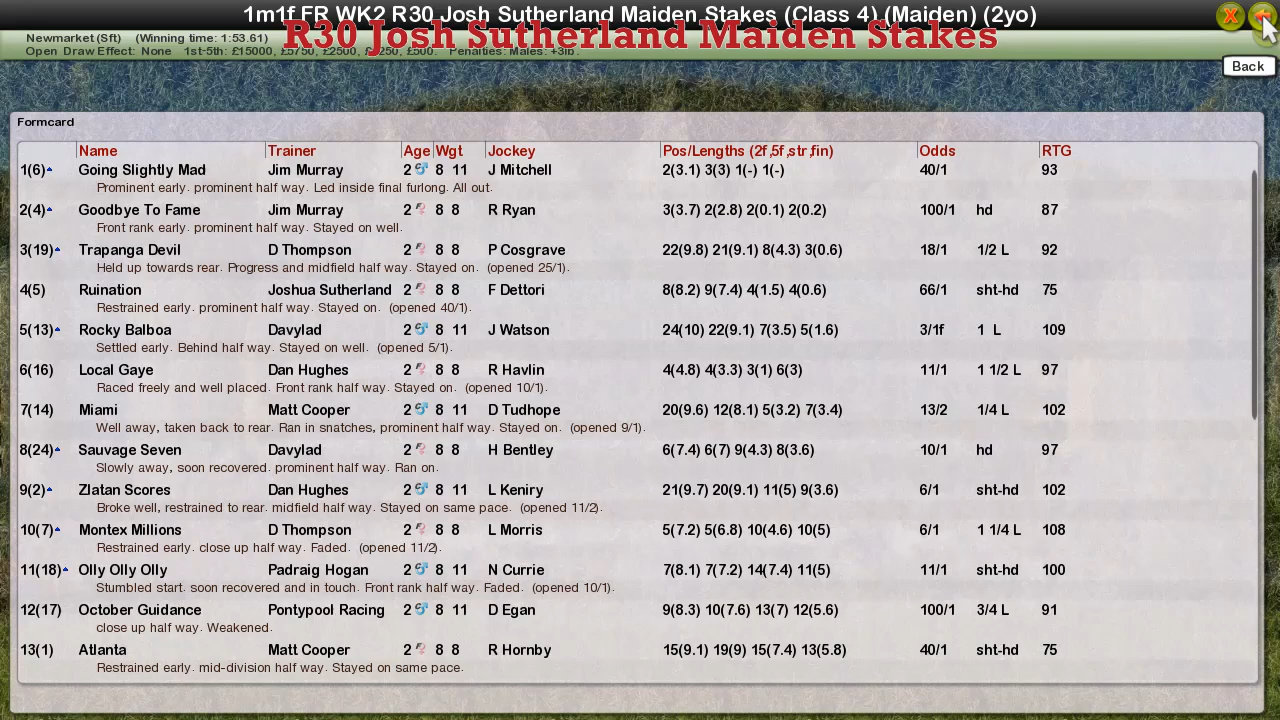 1m1f FR WK2 R30 Josh Sutherland Maiden Stakes (Class 4) (Maiden) (2yo)
R30 Josh Sutherland Maiden Stakes
Newmarket (Sft) (Winning time: 1:53.61)
Open Draw Effect: None 1st-5th: £15000, £5750, £2500, £1250, £500. Penalties: Males: +3lb.
Back
Formcard
Name Trainer Age Wgt Jockey Pos/Lengths (2f,5f,str,fin) Odds RTG
1(6) Going Slightly Mad Jim Murray 2 8 11 J Mitchell 2(3.1) 3(3) 1(-) 1(-) 40/1 93
Prominent early. prominent half way. Led inside final furlong. All out.
2(4) Goodbye To Fame Jim Murray 2 8 8 R Ryan 3(3.7) 2(2.8) 2(0.1) 2(0.2) 100/1 hd 87
Front rank early. prominent half way. Stayed on well.
3(19) Trapanga Devil D Thompson 2 8 8 P Cosgrave 22(9.8) 21(9.1) 8(4.3) 3(0.6) 18/1 1/2 L 92
Held up towards rear. Progress and midfield half way. Stayed on. (opened 25/1).
4(5) Ruination Joshua Sutherland 2 8 8 F Dettori 8(8.2) 9(7.4) 4(1.5) 4(0.6) 66/1 sht-hd 75
Restrained early. prominent half way. Stayed on. (opened 40/1).
5(13) Rocky Balboa Davylad 2 8 11 J Watson 24(10) 22(9.1) 7(3.5) 5(1.6) 3/1f 1 L 109
Settled early. Behind half way. Stayed on well. (opened 5/1).
6(16) Local Gaye Dan Hughes 2 8 8 R Havlin 4(4.8) 4(3.3) 3(1) 6(3) 11/1 1 1/2 L 97
Raced freely and well placed. Front rank half way. Stayed on. (opened 10/1).
7(14) Miami Matt Cooper 2 8 11 D Tudhope 20(9.6) 12(8.1) 5(3.2) 7(3.4) 13/2 1/4 L 102
Well away, taken back to rear. Ran in snatches, prominent half way. Stayed on. (opened 9/1).
8(24) Sauvage Seven Davylad 2 8 8 H Bentley 6(7.4) 6(7) 9(4.3) 8(3.6) 10/1 hd 97
Slowly away, soon recovered. prominent half way. Ran on.
9(2) Zlatan Scores Dan Hughes 2 8 11 L Keniry 21(9.7) 20(9.1) 11(5) 9(3.6) 6/1 sht-hd 102
Broke well, restrained to rear. midfield half way. Stayed on same pace. (opened 11/2).
10(7) Montex Millions D Thompson 2 8 8 L Morris 5(7.2) 5(6.8) 10(4.6) 10(5) 6/1 1 1/4 L 108
Restrained early. close up half way. Faded. (opened 11/2).
11(18) Olly Olly Olly Padraig Hogan 2 8 11 N Currie 7(8.1) 7(7.2) 14(7.4) 11(5) 11/1 sht-hd 100
Stumbled start. soon recovered and in touch. Front rank half way. Faded. (opened 10/1).
12(17) October Guidance Pontypool Racing 2 8 11 D Egan 9(8.3) 10(7.6) 13(7) 12(5.6) 100/1 3/4 L 91
close up half way. Weakened.
13(1) Atlanta Matt Cooper 2 8 8 R Hornby 15(9.1) 19(9) 15(7.4) 13(5.8) 40/1 sht-hd 75
Restrained early. mid-division half way. Stayed on same pace.